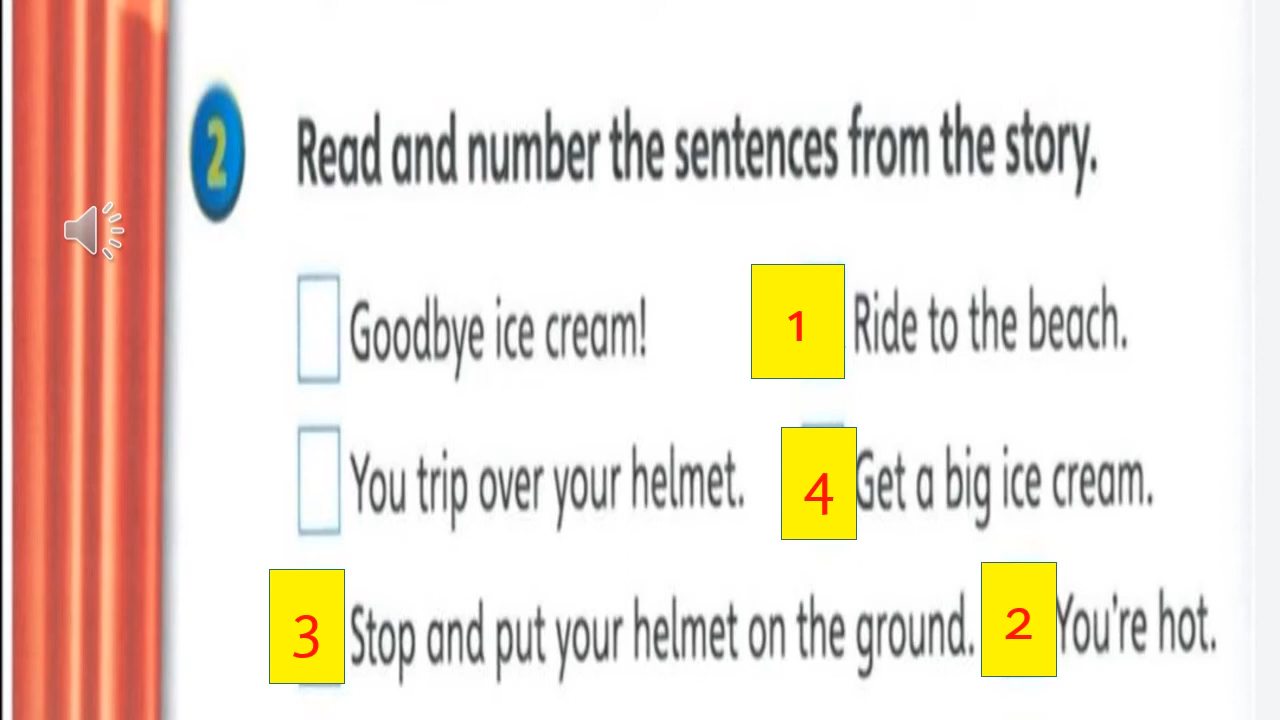 2 Read and number the sentences from the story.
Goodbye ice cream! 1 Ride to the beach.
You trip over your helmet. 4 Get a big ice cream.
3 Stop and put your helmet on the ground. 2 You're hot.